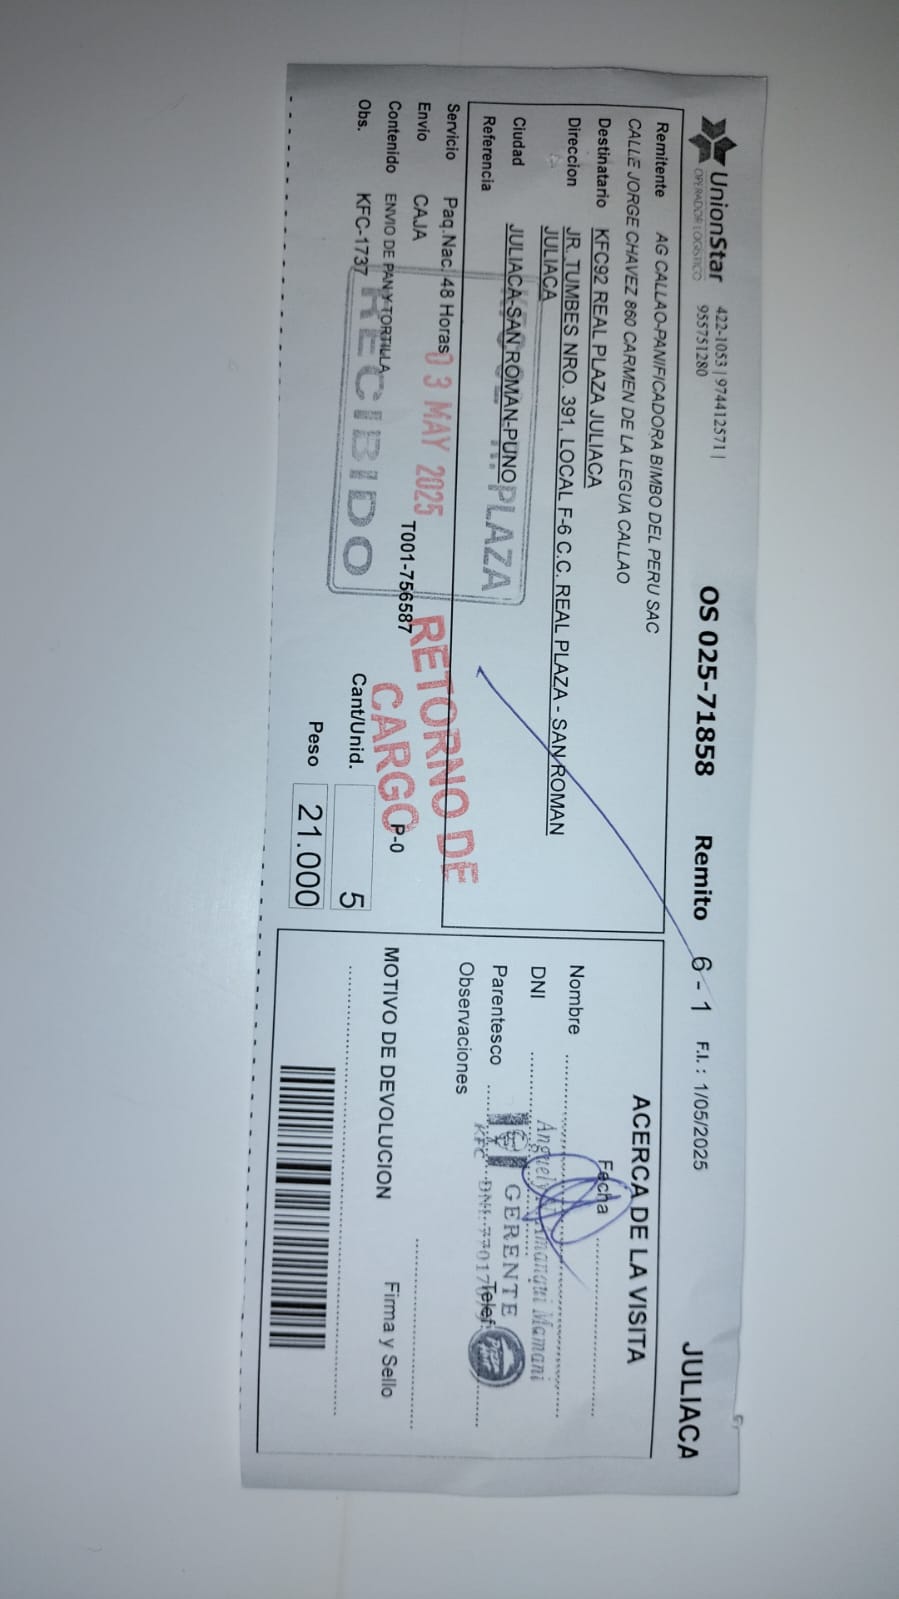 UnionStar
OPERADOR LOGISTICO
422-1053 | 974412571 |
955751280
OS 025-71858
Remito 6 - 1
F.I. : 1/05/2025
JULIACA
Remitente AG CALLAO-PANIFICADORA BIMBO DEL PERU SAC
CALLE JORGE CHAVEZ 860 CARMEN DE LA LEGUA CALLAO
Destinatario KFC92 REAL PLAZA JULIACA
Direccion JR. TUMBES NRO. 391, LOCAL F-6 C.C. REAL PLAZA - SAN ROMAN
JULIACA
Ciudad JULIACA-SAN ROMAN-PUNO
Referencia
R. PLAZA
Servicio Paq.Nac. 48 Horas
03 MAY 2025
RETORNO DE
CARGO
Envio CAJA
T001-756587
P-0
Contenido ENVIO DE PAN Y TORTILLA
RECIBIDO
Obs. KFC-1737
Cant/Unid. 5
Peso 21.000
ACERCA DE LA VISITA
Fecha
Nombre
DNI
Mamani
Parentesco
GERENTE
KFC
Telef.
Observaciones
MOTIVO DE DEVOLUCION
Firma y Sello